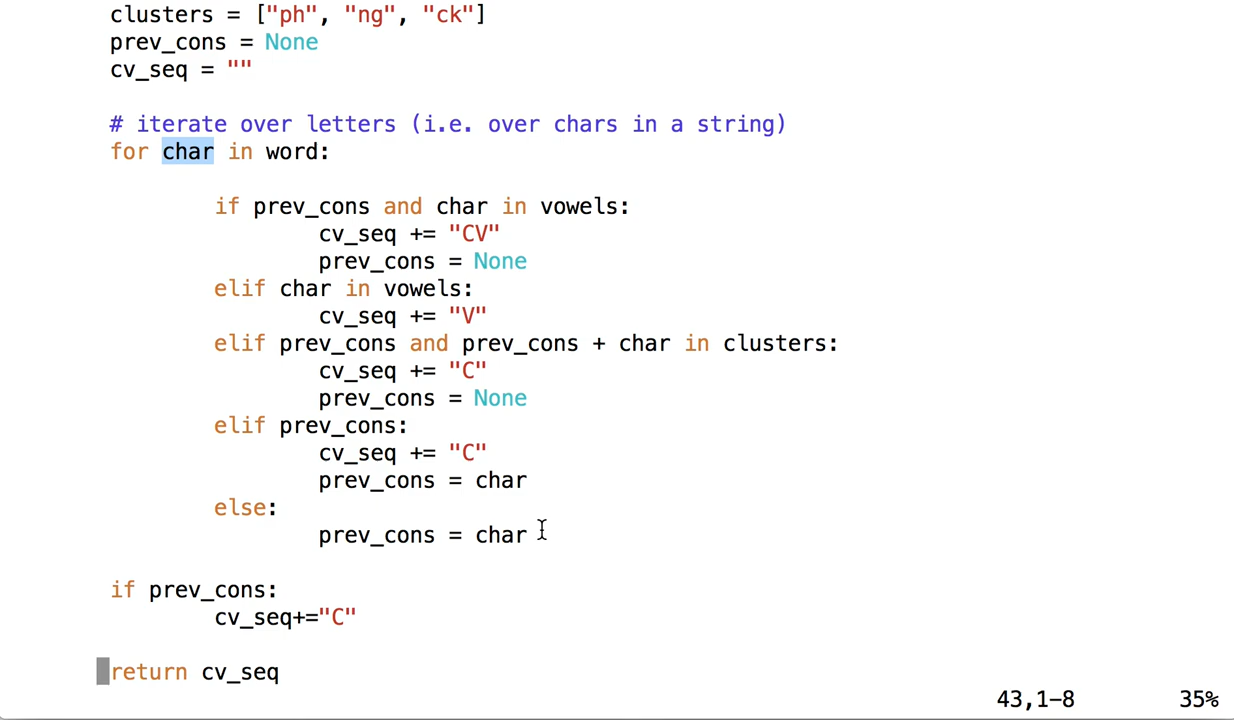 clusters = ["ph", "ng", "ck"]
prev_cons = None
cv_seq = ""
# iterate over letters (i.e. over chars in a string)
for char in word:
if prev_cons and char in vowels:
cv_seq += "CV"
prev_cons = None
elif char in vowels:
cv_seq += "V"
elif prev_cons and prev_cons + char in clusters:
cv_seq += "C"
prev_cons = None
elif prev_cons:
cv_seq += "C"
prev_cons = char
else:
prev_cons = char
if prev_cons:
cv_seq+="C"
return cv_seq
43,1-8 35%